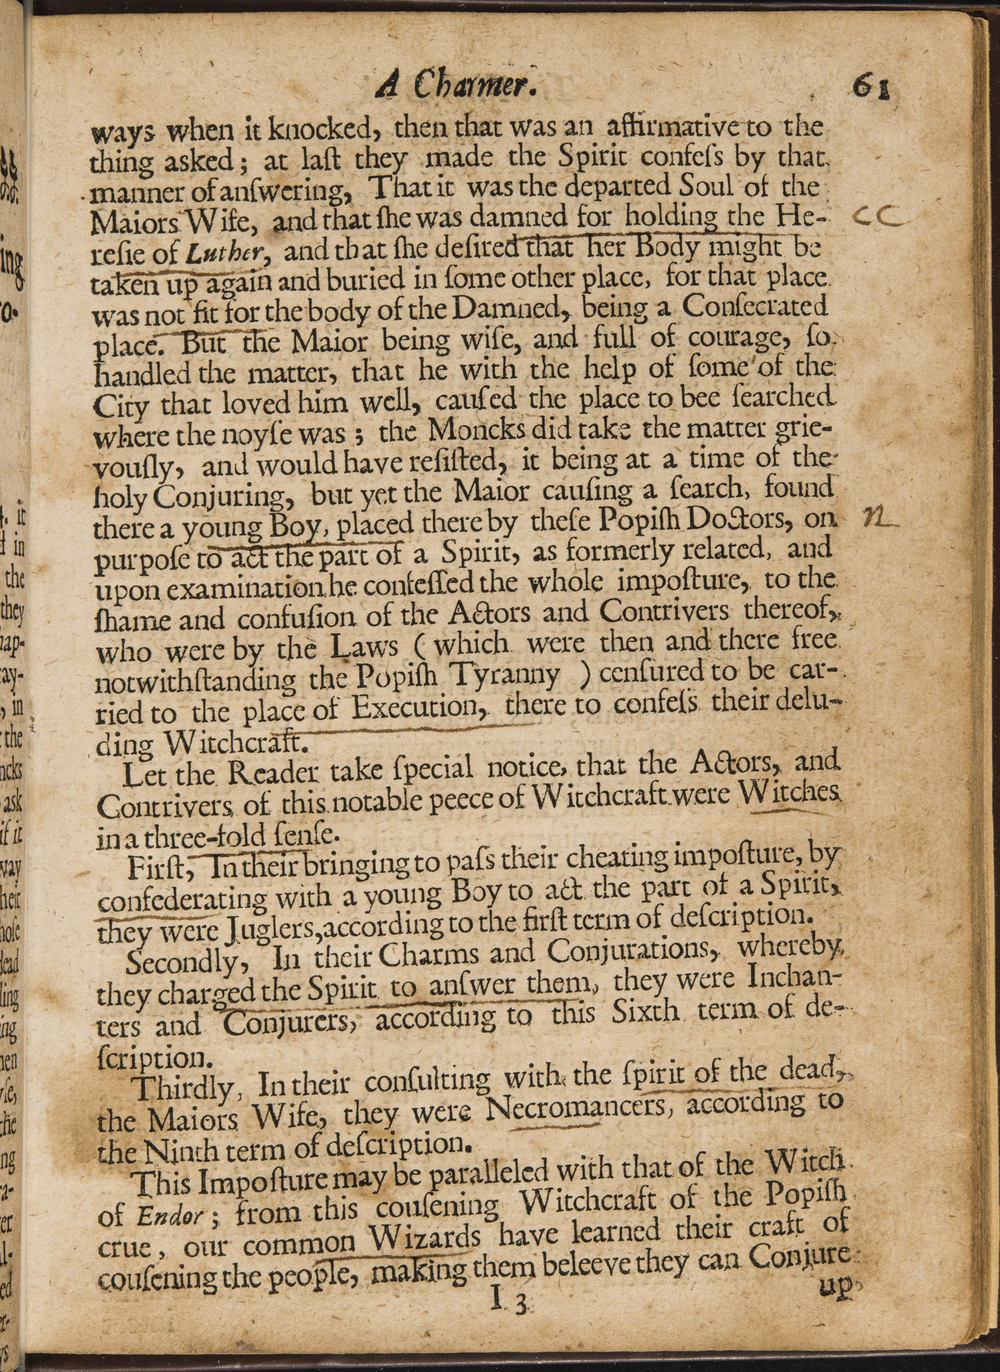 A Charmer. 61
ways when it knocked, then that was an affirmative to the
thing asked; at laſt they made the Spirit confeſs by that
manner of anſwering, That it was the departed Soul of the
Maiors Wife, and that ſhe was damned for holding the He- CC
reſie of Luther, and that ſhe deſired that her Body might be
taken up again and buried in ſome other place, for that place
was not fit for the body of the Damned, being a Conſecrated
place. But the Maior being wiſe, and full of courage, ſo
handled the matter, that he with the help of ſome of the
City that loved him well, cauſed the place to bee ſearched
where the noyſe was; the Moncks did take the matter grie-
vouſly, and would have reſiſted, it being at a time of the
holy Conjuring, but yet the Maior cauſing a ſearch, found
there a young Boy, placed there by theſe Popiſh Doctors, on n
purpoſe to act the part of a Spirit, as formerly related, and
upon examination he confeſſed the whole impoſture, to the
ſhame and confuſion of the Actors and Contrivers thereof,
who were by the Laws (which were then and there free
notwithſtanding the Popiſh Tyranny) cenſured to be car-
ried to the place of Execution, there to confeſs their delu-
ding Witchcraft.
Let the Reader take ſpecial notice, that the Actors, and
Contrivers of this notable peece of Witchcraft were Witches
in a three-fold ſenſe.
Firſt, In their bringing to paſs their cheating impoſture, by
confederating with a young Boy to act the part of a Spirit,
they were Juglers, according to the firſt term of deſcription.
Secondly, In their Charms and Conjurations, whereby
they charged the Spirit to anſwer them, they were Inchan-
ters and Conjurers, according to this Sixth term of de-
ſcription.
Thirdly, In their conſulting with the ſpirit of the dead,
the Maiors Wife, they were Necromancers, according to
the Ninth term of deſcription.
This Impoſture may be paralleled with that of the Witch
of Endor; from this couſening Witchcraft of the Popiſh
crue, our common Wizards have learned their craft of
couſening the people, making them beleeve they can Conjure
I 3 up